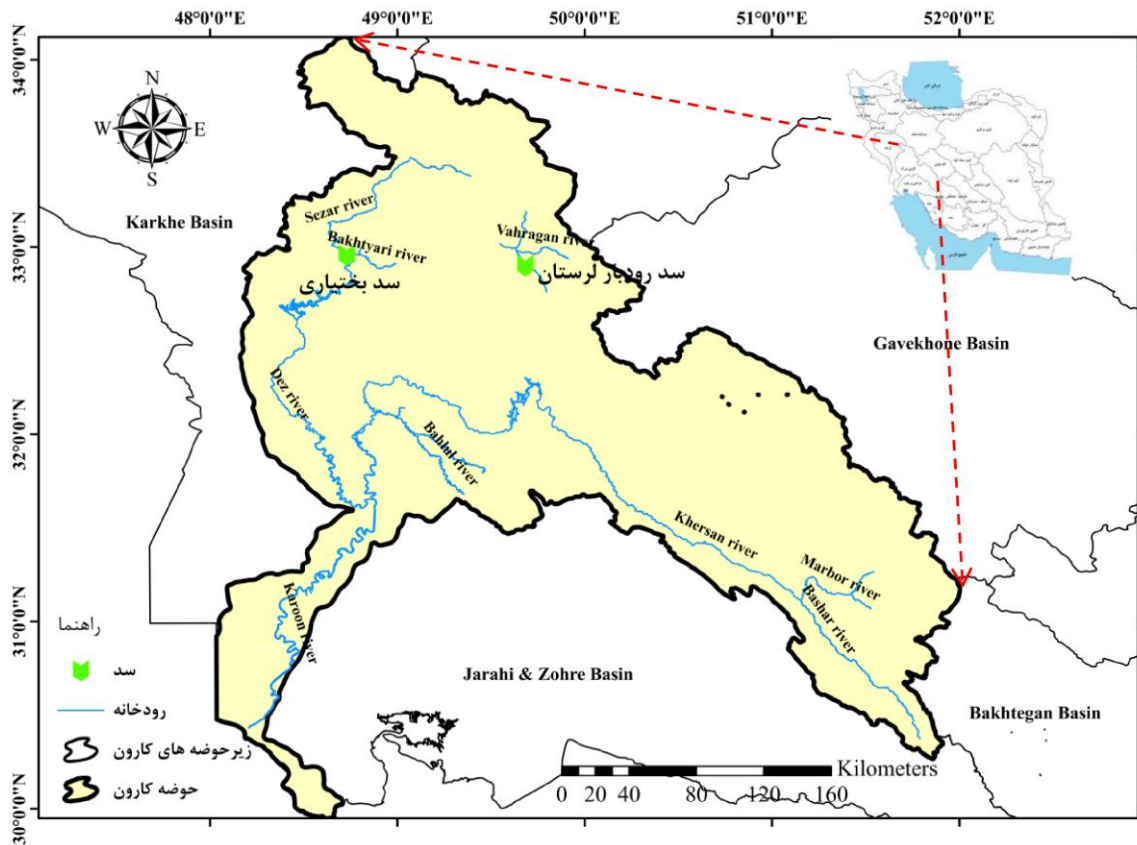 48°0'0"E
49°0'0"E
50°0'0"E
51°0'0"E
52°0'0"E
34°0'0"N
33°0'0"N
32°0'0"N
31°0'0"N
30°0'0"N
N
W
E
S
Karkhe Basin
Sezar river
Bakhtyari river
سد بختیاری
Vahragan river
سد رودبار لرستان
Gavekhone Basin
Dez river
Bahlul river
Khersan river
Marbor river
Bashar river
Karoon river
Jarahi & Zohre Basin
Bakhtegan Basin
راهنما
سد
رودخانه
زیرحوضه های کارون
حوضه کارون
Kilometers
0 20 40 80 120 160